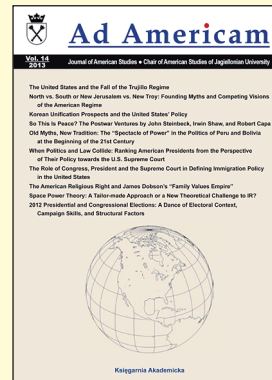 Ad Americam
Vol. 14
2013
Journal of American Studies • Chair of American Studies of Jagiellonian University
The United States and the Fall of the Trujillo Regime
North vs. South or New Jerusalem vs. New Troy: Founding Myths and Competing Visions
of the American Regime
Korean Unification Prospects and the United States' Policy
So This Is Peace? The Postwar Ventures by John Steinbeck, Irwin Shaw, and Robert Capa
Old Myths, New Tradition: The "Spectacle of Power" in the Politics of Peru and Bolivia
at the Beginning of the 21st Century
When Politics and Law Collide: Ranking American Presidents from the Perspective
of Their Policy towards the U.S. Supreme Court
The Role of Congress, President and the Supreme Court in Defining Immigration Policy
in the United States
The American Religious Right and James Dobson's "Family Values Empire"
Space Power Theory: A Tailor-made Approach or a New Theoretical Challenge to IR?
2012 Presidential and Congressional Elections: A Dance of Electoral Context,
Campaign Skills, and Structural Factors
Księgarnia Akademicka